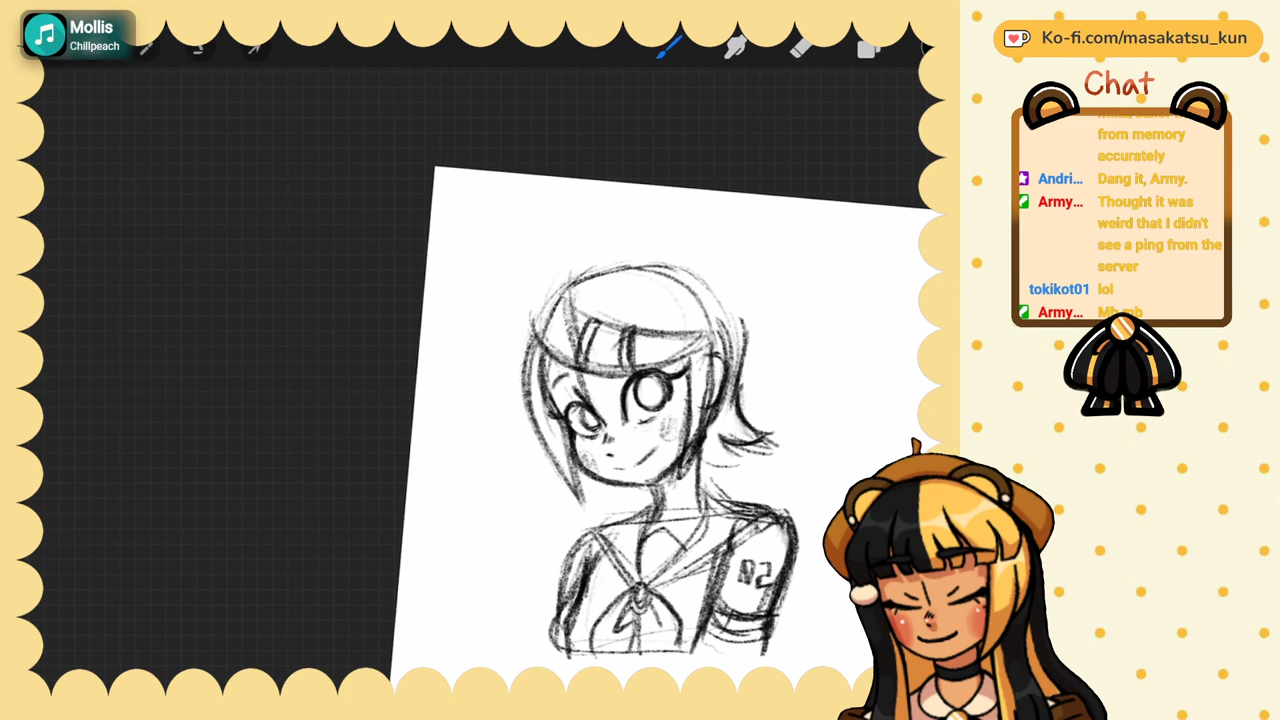 Mollis
Chillpeach
Ko-fi.com/masakatsu_kun
Chat
from memory
accurately
Andri... Dang it, Army.
Army... Thought it was
weird that I didn't
see a ping from the
server
tokikot01 lol
Army...
02